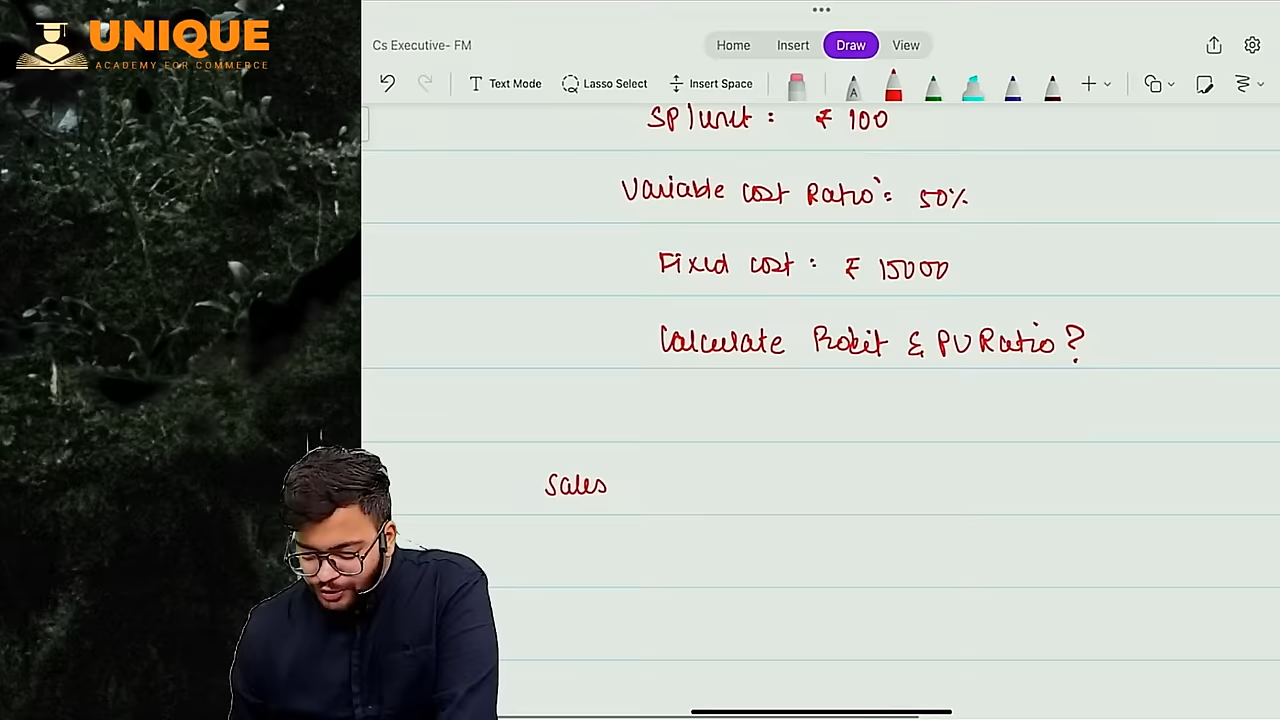 UNIQUE
ACADEMY FOR COMMERCE
Cs Executive- FM
Home Insert Draw View
Text Mode Lasso Select Insert Space
SP/unit : ₹ 100
Variable cost Ratio : 50%
Fixed cost : ₹ 15000
Calculate Profit & PV Ratio?
Sales